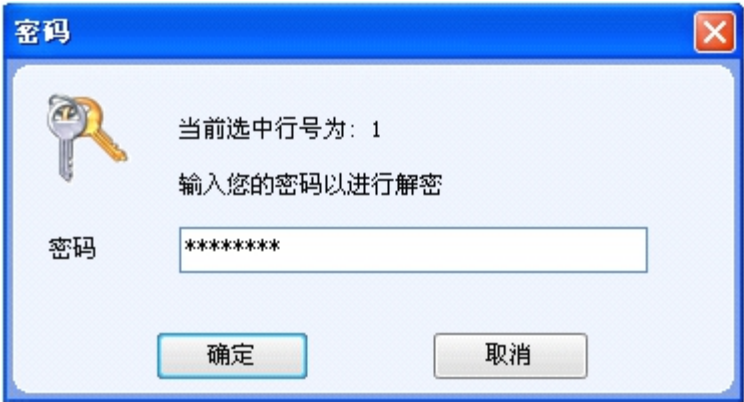 密码
当前选中行号为: 1
输入您的密码以进行解密
密码 ********
确定 取消